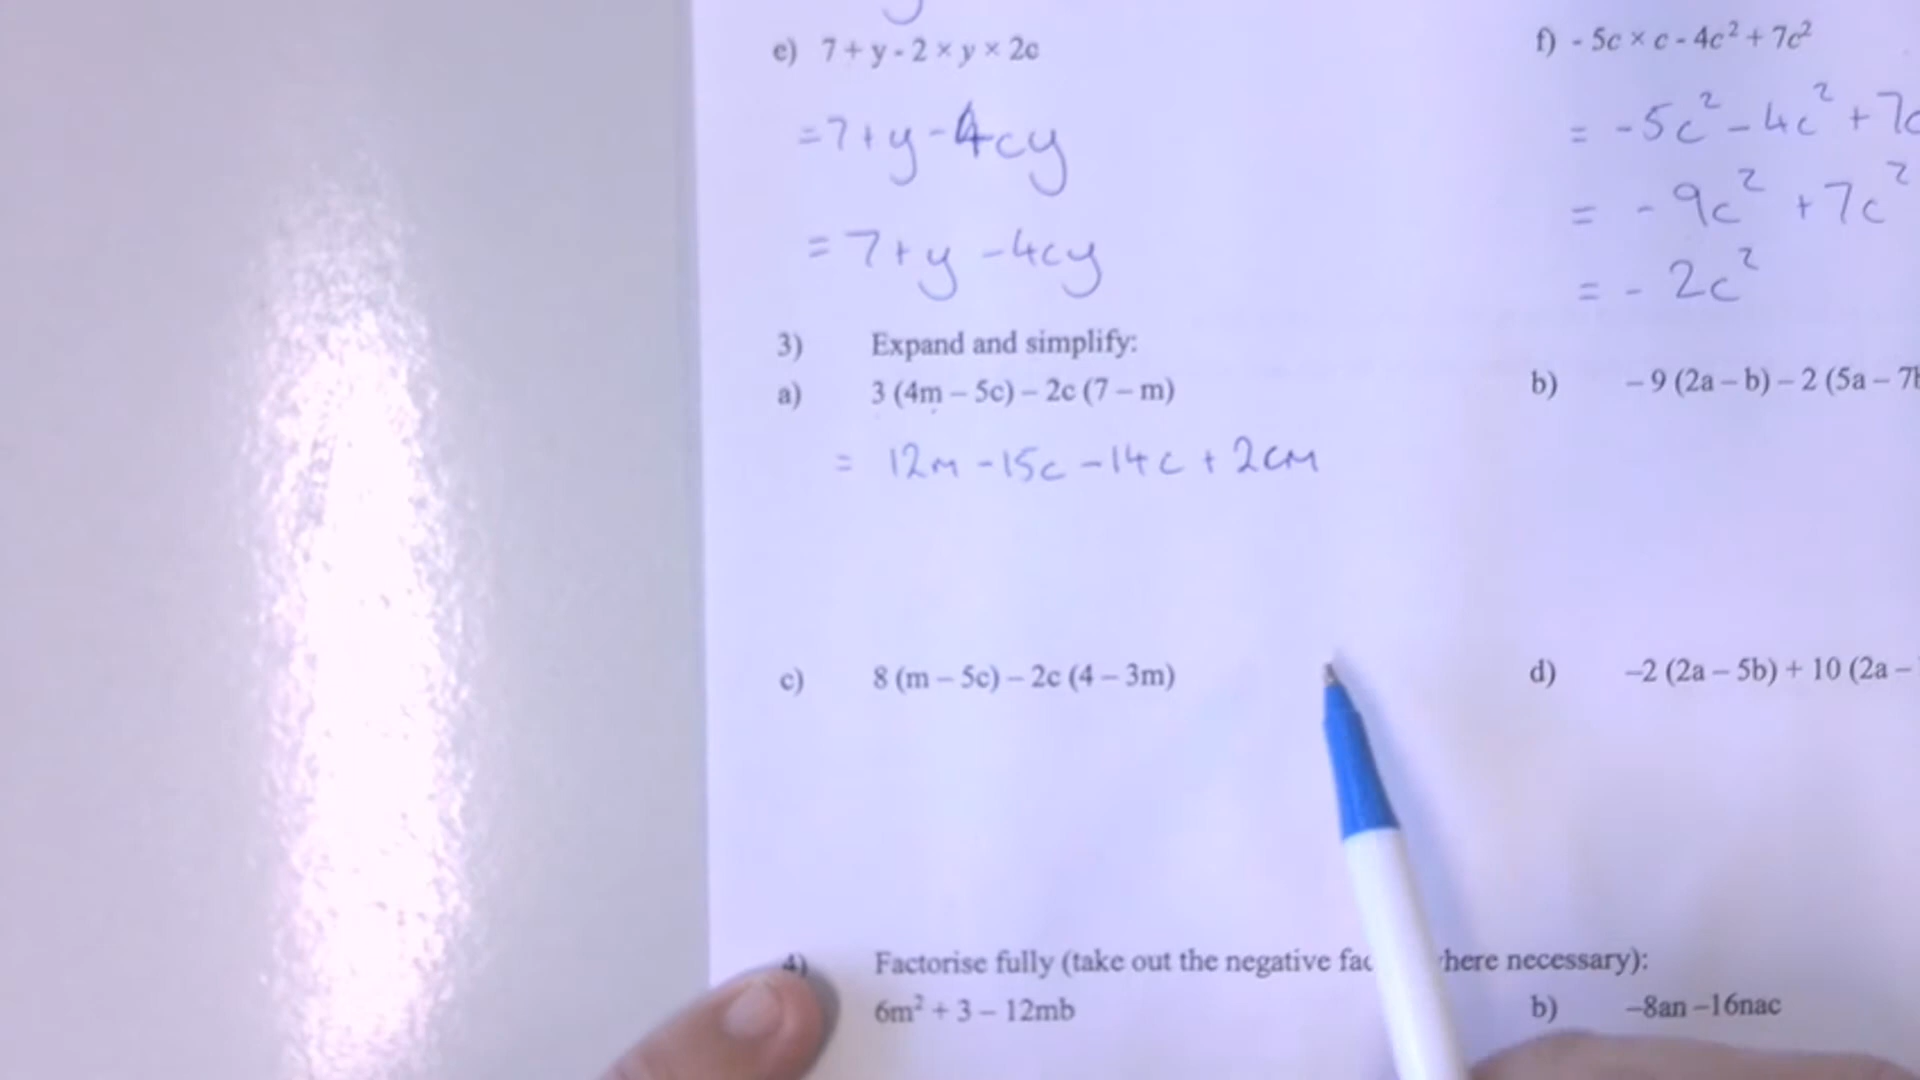 e) 7 + y - 2 × y × 2c
= 7 + y - 4cy
= 7 + y - 4cy
f) - 5c × c - 4c² + 7c²
= - 5c² - 4c² + 7c
= - 9c² + 7c²
= - 2c²
3) Expand and simplify:
a) 3 (4m – 5c) – 2c (7 – m)
= 12m - 15c - 14c + 2cm
b) – 9 (2a – b) – 2 (5a – 7b
c) 8 (m – 5c) – 2c (4 – 3m)
d) –2 (2a – 5b) + 10 (2a –
4) Factorise fully (take out the negative fac here necessary):
6m² + 3 – 12mb
b) –8an –16nac